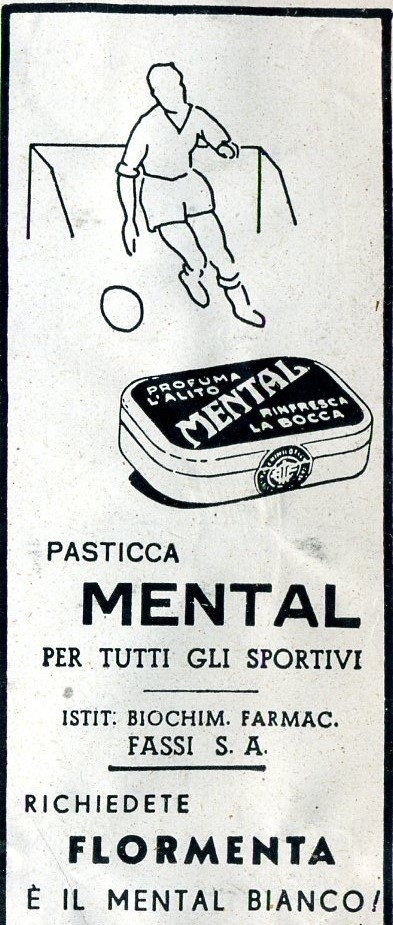 PROFUMA
L'ALITO
MENTAL
RINFRESCA
LA BOCCA
PASTICCA
MENTAL
PER TUTTI GLI SPORTIVI
ISTIT: BIOCHIM. FARMAC.
FASSI S. A.
RICHIEDETE
FLORMENTA
È IL MENTAL BIANCO!